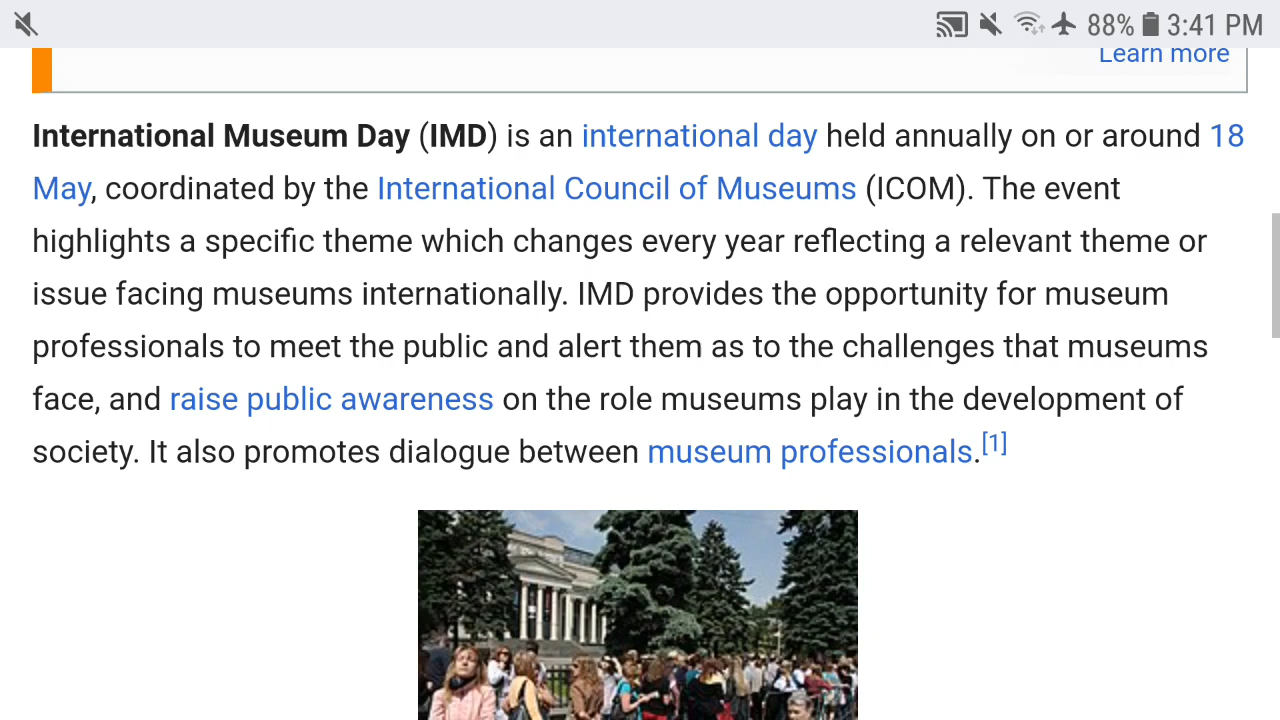 88% 3:41 PM
Learn more
International Museum Day (IMD) is an international day held annually on or around 18
May, coordinated by the International Council of Museums (ICOM). The event
highlights a specific theme which changes every year reflecting a relevant theme or
issue facing museums internationally. IMD provides the opportunity for museum
professionals to meet the public and alert them as to the challenges that museums
face, and raise public awareness on the role museums play in the development of
society. It also promotes dialogue between museum professionals.[1]